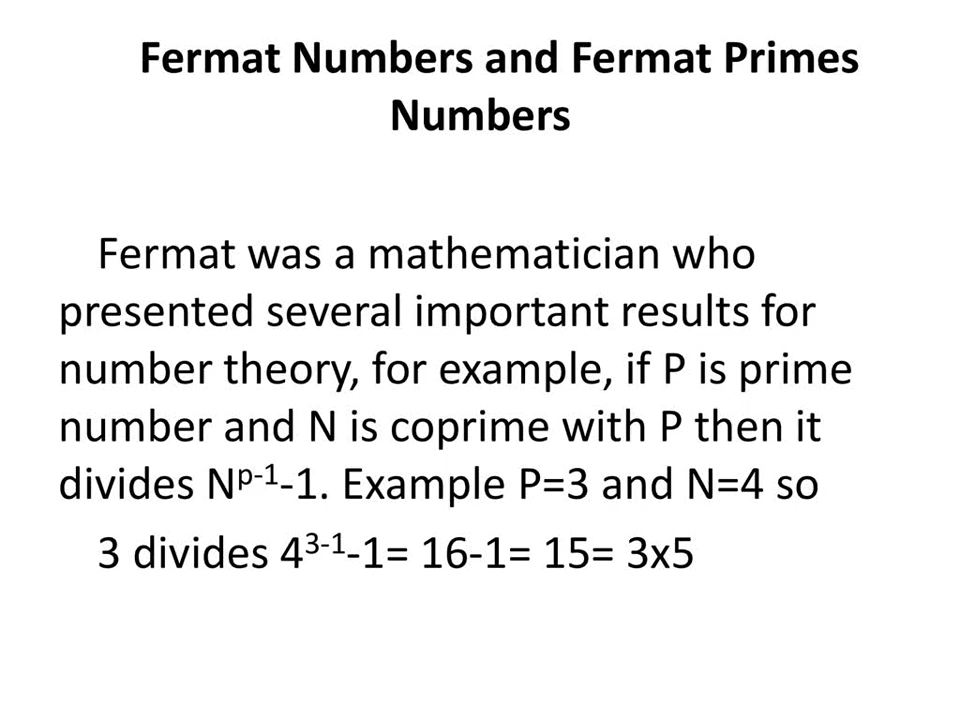 Fermat Numbers and Fermat Primes
Numbers
Fermat was a mathematician who
presented several important results for
number theory, for example, if P is prime
number and N is coprime with P then it
divides Nᵖ⁻¹-1. Example P=3 and N=4 so
3 divides 4³⁻¹-1= 16-1= 15= 3x5